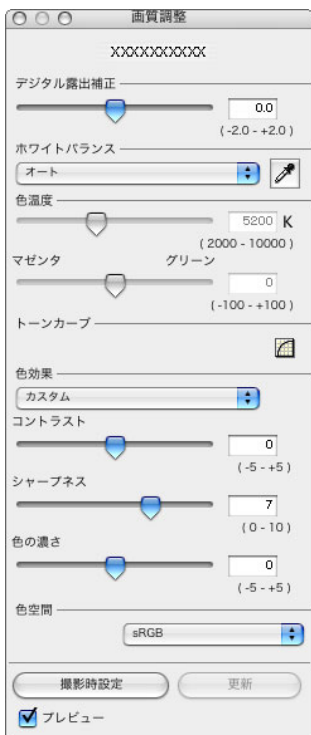 画質調整
XXXXXXXXXX
デジタル露出補正
0.0
(-2.0 - +2.0)
ホワイトバランス
オート
色温度
5200 K
(2000 - 10000)
マゼンタ グリーン
0
(-100 - +100)
トーンカーブ
色効果
カスタム
コントラスト
0
(-5 - +5)
シャープネス
7
(0 - 10)
色の濃さ
0
(-5 - +5)
色空間
sRGB
撮影時設定 更新
プレビュー